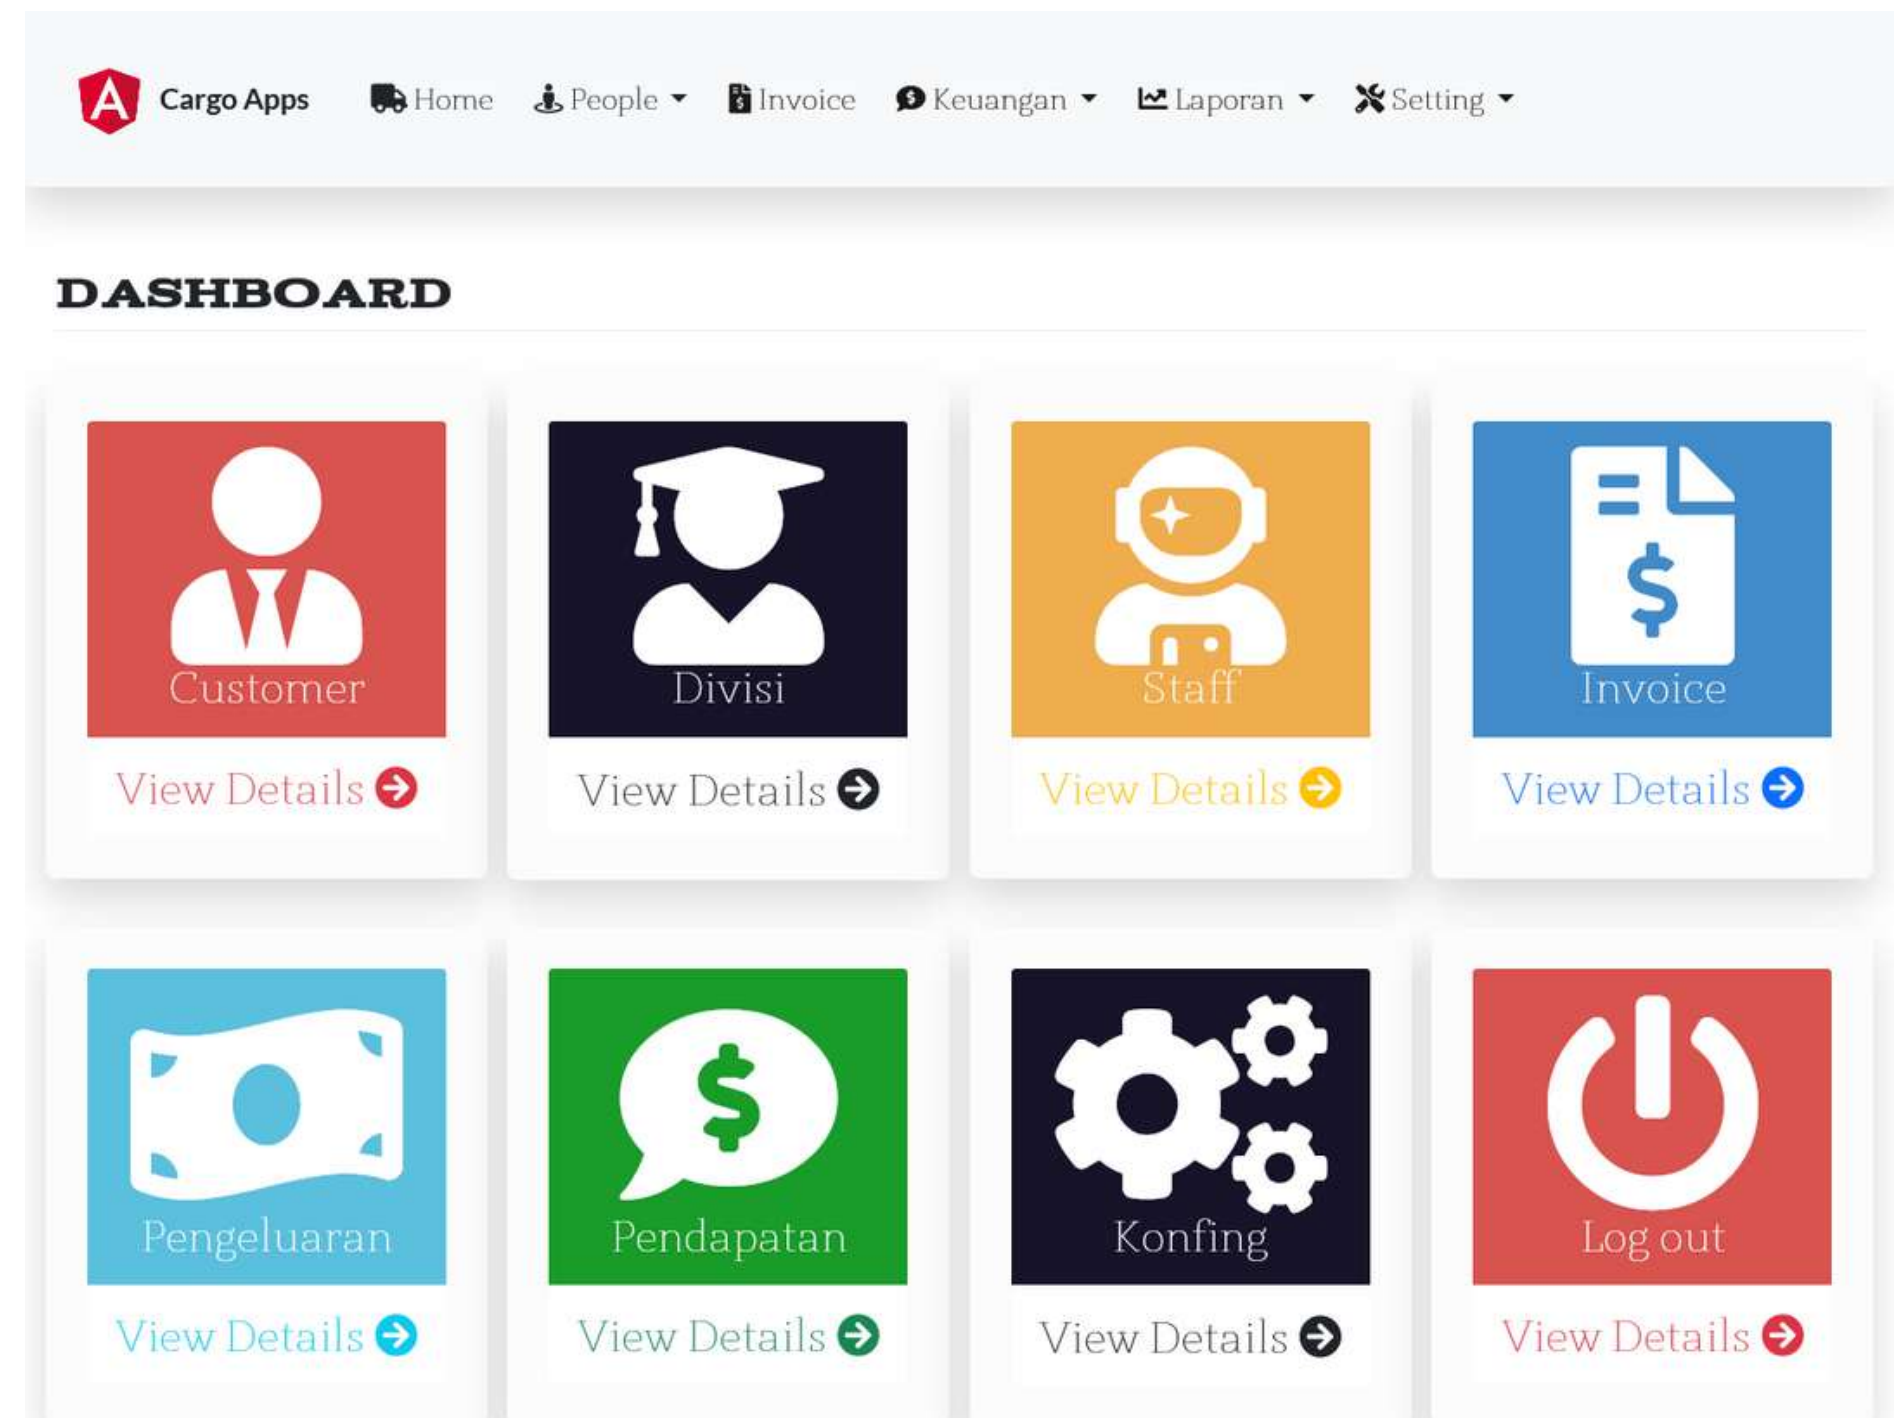 Cargo Apps Home People Invoice Keuangan Laporan Setting
DASHBOARD
Customer Divisi Staff Invoice
View Details View Details View Details View Details
Pengeluaran Pendapatan Konfing Log out
View Details View Details View Details View Details